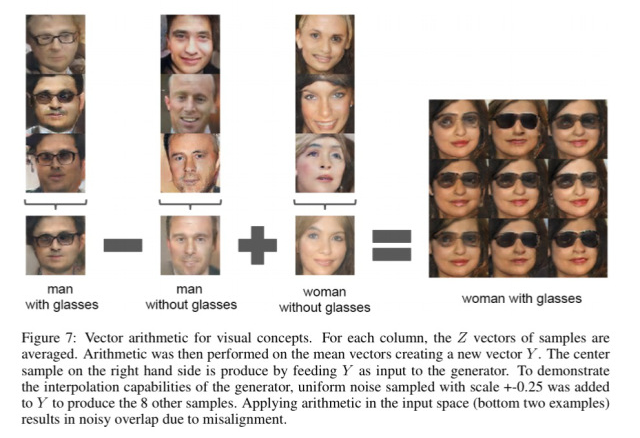 man
with glasses
man
without glasses
woman
without glasses
woman with glasses
Figure 7: Vector arithmetic for visual concepts. For each column, the Z vectors of samples are
averaged. Arithmetic was then performed on the mean vectors creating a new vector Y. The center
sample on the right hand side is produce by feeding Y as input to the generator. To demonstrate
the interpolation capabilities of the generator, uniform noise sampled with scale +-0.25 was added
to Y to produce the 8 other samples. Applying arithmetic in the input space (bottom two examples)
results in noisy overlap due to misalignment.